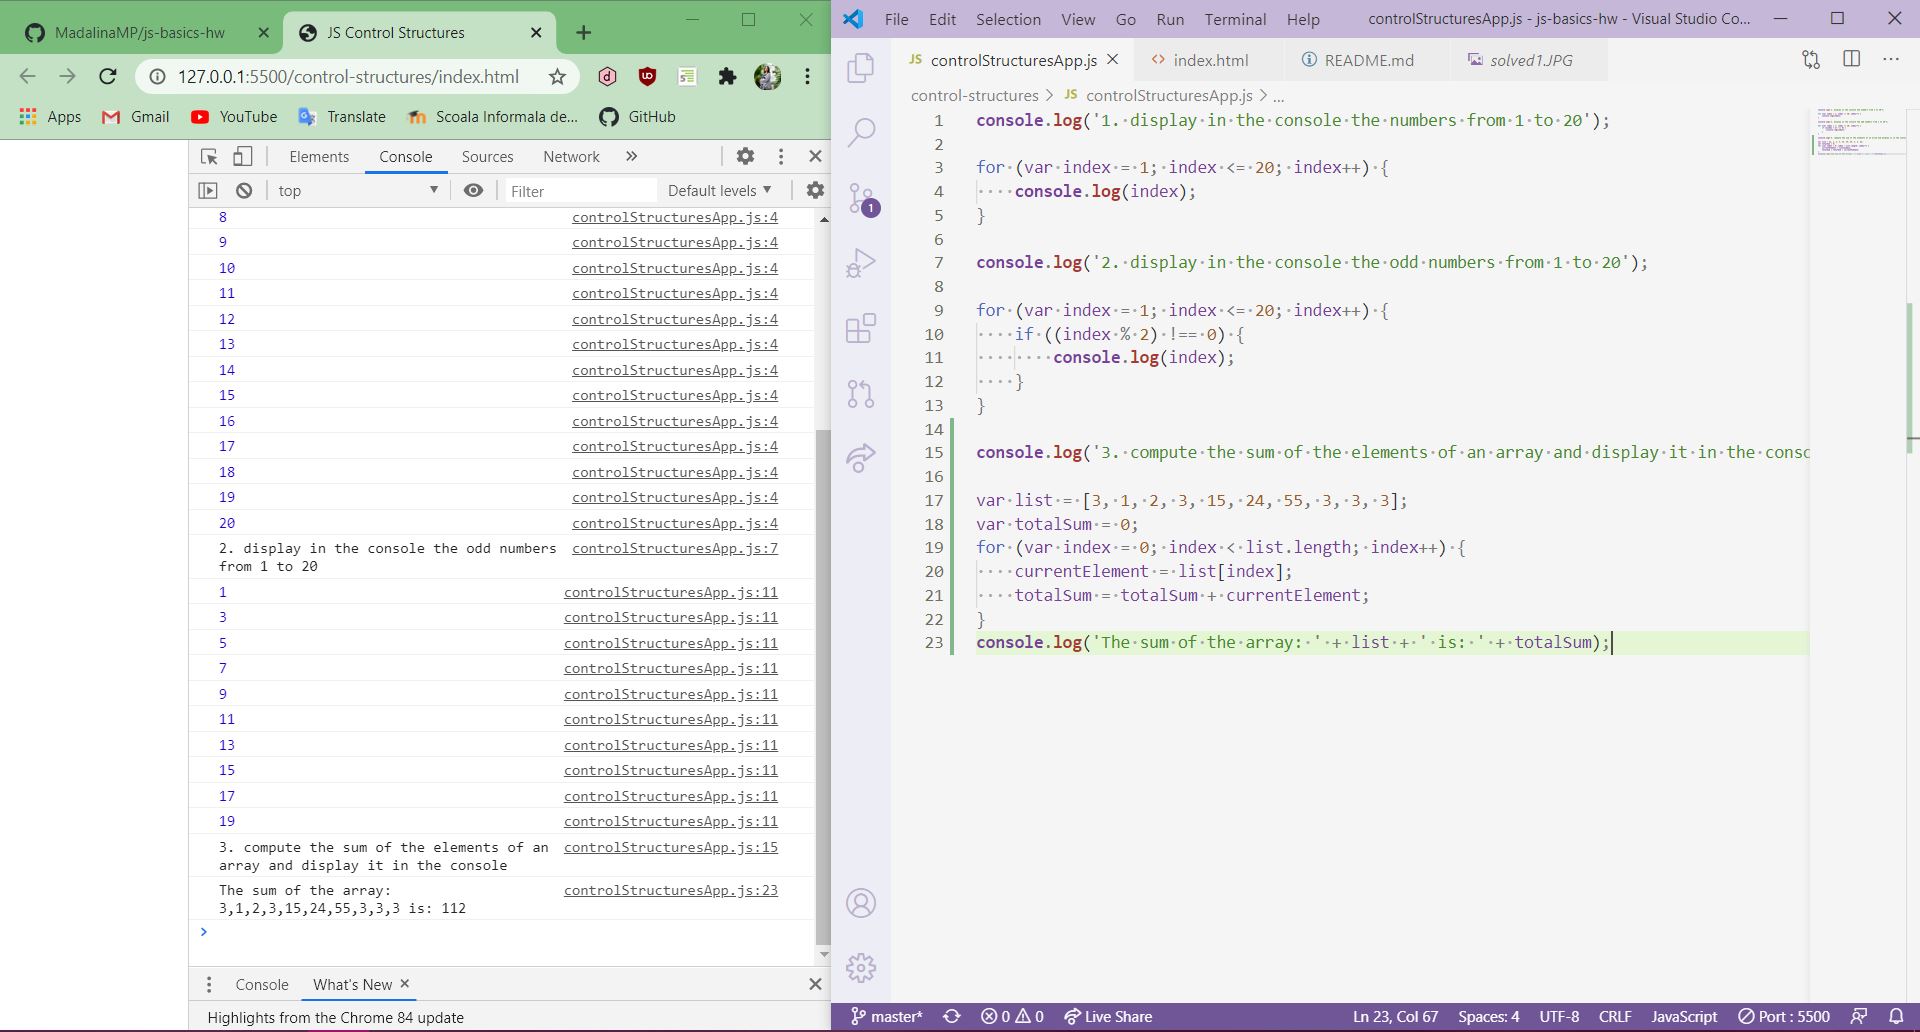 MadalinaMP/js-basics-hw
JS Control Structures
127.0.0.1:5500/control-structures/index.html
Apps
Gmail
YouTube
Translate
Scoala Informala de...
GitHub
Elements
Console
Sources
Network
top
Filter
Default levels
8 controlStructuresApp.js:4
9 controlStructuresApp.js:4
10 controlStructuresApp.js:4
11 controlStructuresApp.js:4
12 controlStructuresApp.js:4
13 controlStructuresApp.js:4
14 controlStructuresApp.js:4
15 controlStructuresApp.js:4
16 controlStructuresApp.js:4
17 controlStructuresApp.js:4
18 controlStructuresApp.js:4
19 controlStructuresApp.js:4
20 controlStructuresApp.js:4
2. display in the console the odd numbers controlStructuresApp.js:7
from 1 to 20
1 controlStructuresApp.js:11
3 controlStructuresApp.js:11
5 controlStructuresApp.js:11
7 controlStructuresApp.js:11
9 controlStructuresApp.js:11
11 controlStructuresApp.js:11
13 controlStructuresApp.js:11
15 controlStructuresApp.js:11
17 controlStructuresApp.js:11
19 controlStructuresApp.js:11
3. compute the sum of the elements of an controlStructuresApp.js:15
array and display it in the console
The sum of the array: controlStructuresApp.js:23
3,1,2,3,15,24,55,3,3,3 is: 112
Console
What's New
Highlights from the Chrome 84 update
File Edit Selection View Go Run Terminal Help
controlStructuresApp.js - js-basics-hw - Visual Studio Co...
JS controlStructuresApp.js
index.html
README.md
solved1.JPG
control-structures > JS controlStructuresApp.js > ...
1
1 console.log('1. display in the console the numbers from 1 to 20');
2
3 for (var index = 1; index <= 20; index++) {
4 console.log(index);
5 }
6
7 console.log('2. display in the console the odd numbers from 1 to 20');
8
9 for (var index = 1; index <= 20; index++) {
10 if ((index % 2) !== 0) {
11 console.log(index);
12 }
13 }
14
15 console.log('3. compute the sum of the elements of an array and display it in the conso
16
17 var list = [3, 1, 2, 3, 15, 24, 55, 3, 3, 3];
18 var totalSum = 0;
19 for (var index = 0; index < list.length; index++) {
20 currentElement = list[index];
21 totalSum = totalSum + currentElement;
22 }
23 console.log('The sum of the array: ' + list + ' is: ' + totalSum);
master*
0 0
Live Share
Ln 23, Col 67
Spaces: 4
UTF-8
CRLF
JavaScript
Port : 5500